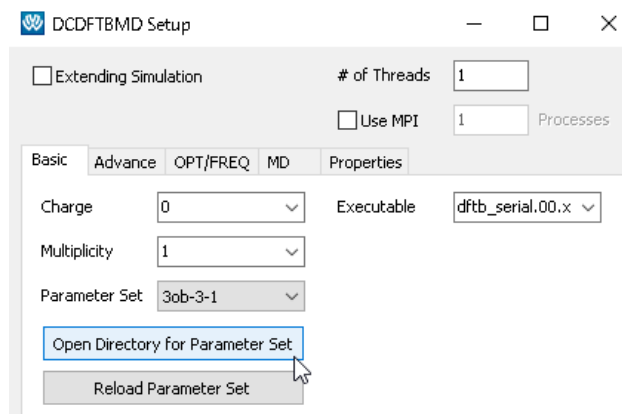 DCDFTBMD Setup
Extending Simulation # of Threads 1
Use MPI 1 Processes
Basic Advance OPT/FREQ MD Properties
Charge 0 Executable dftb_serial.00.x
Multiplicity 1
Parameter Set 3ob-3-1
Open Directory for Parameter Set
Reload Parameter Set